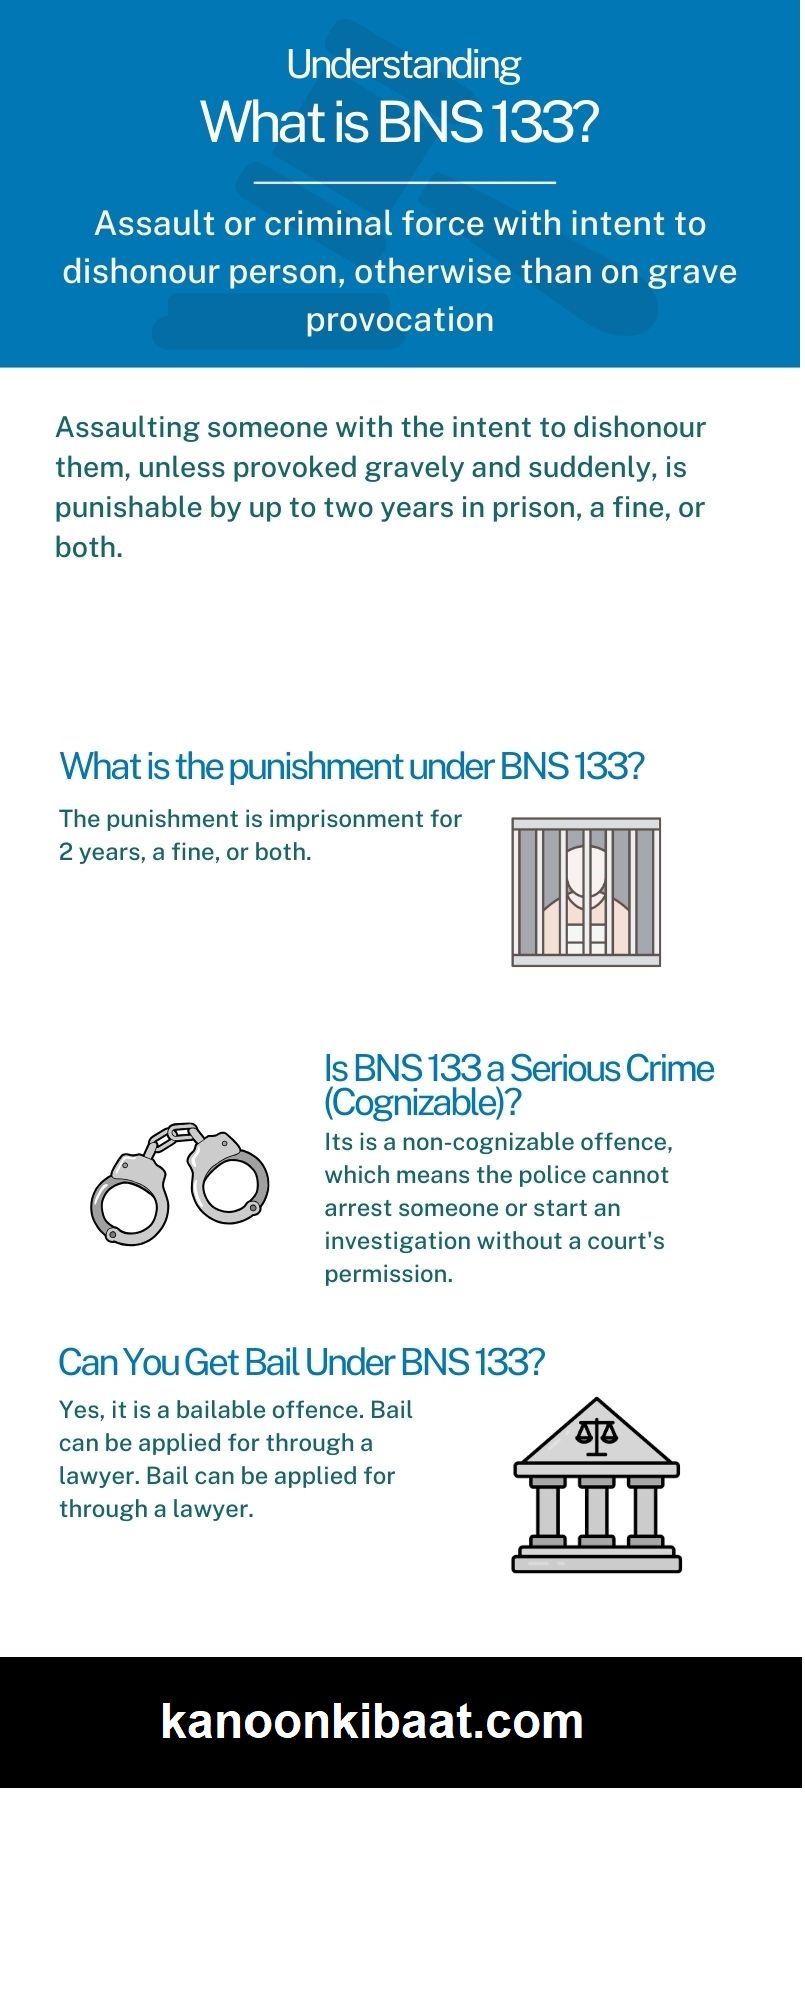 Understanding
What is BNS 133?
Assault or criminal force with intent to
dishonour person, otherwise than on grave
provocation
Assaulting someone with the intent to dishonour
them, unless provoked gravely and suddenly, is
punishable by up to two years in prison, a fine, or
both.
What is the punishment under BNS 133?
The punishment is imprisonment for
2 years, a fine, or both.
Is BNS 133 a Serious Crime
(Cognizable)?
Its is a non-cognizable offence,
which means the police cannot
arrest someone or start an
investigation without a court's
permission.
Can You Get Bail Under BNS 133?
Yes, it is a bailable offence. Bail
can be applied for through a
lawyer. Bail can be applied for
through a lawyer.
kanoonkibaat.com